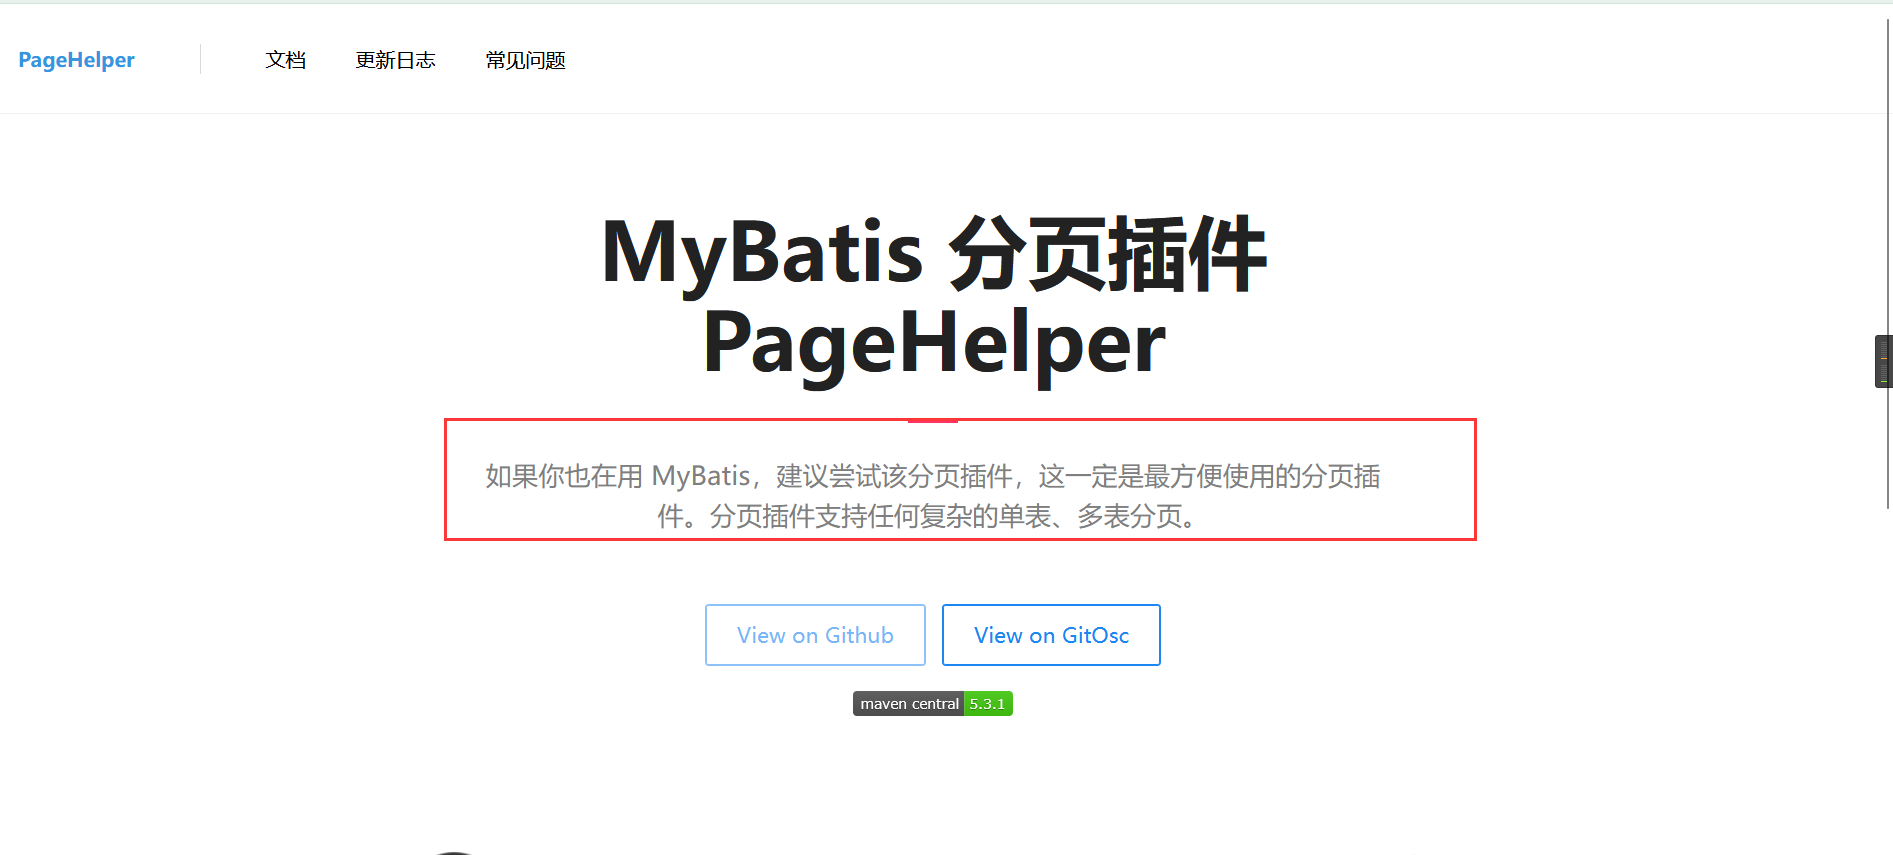 PageHelper 文档 更新日志 常见问题
MyBatis 分页插件
PageHelper
如果你也在用 MyBatis，建议尝试该分页插件，这一定是最方便使用的分页插
件。分页插件支持任何复杂的单表、多表分页。
View on Github View on GitOsc
maven central 5.3.1